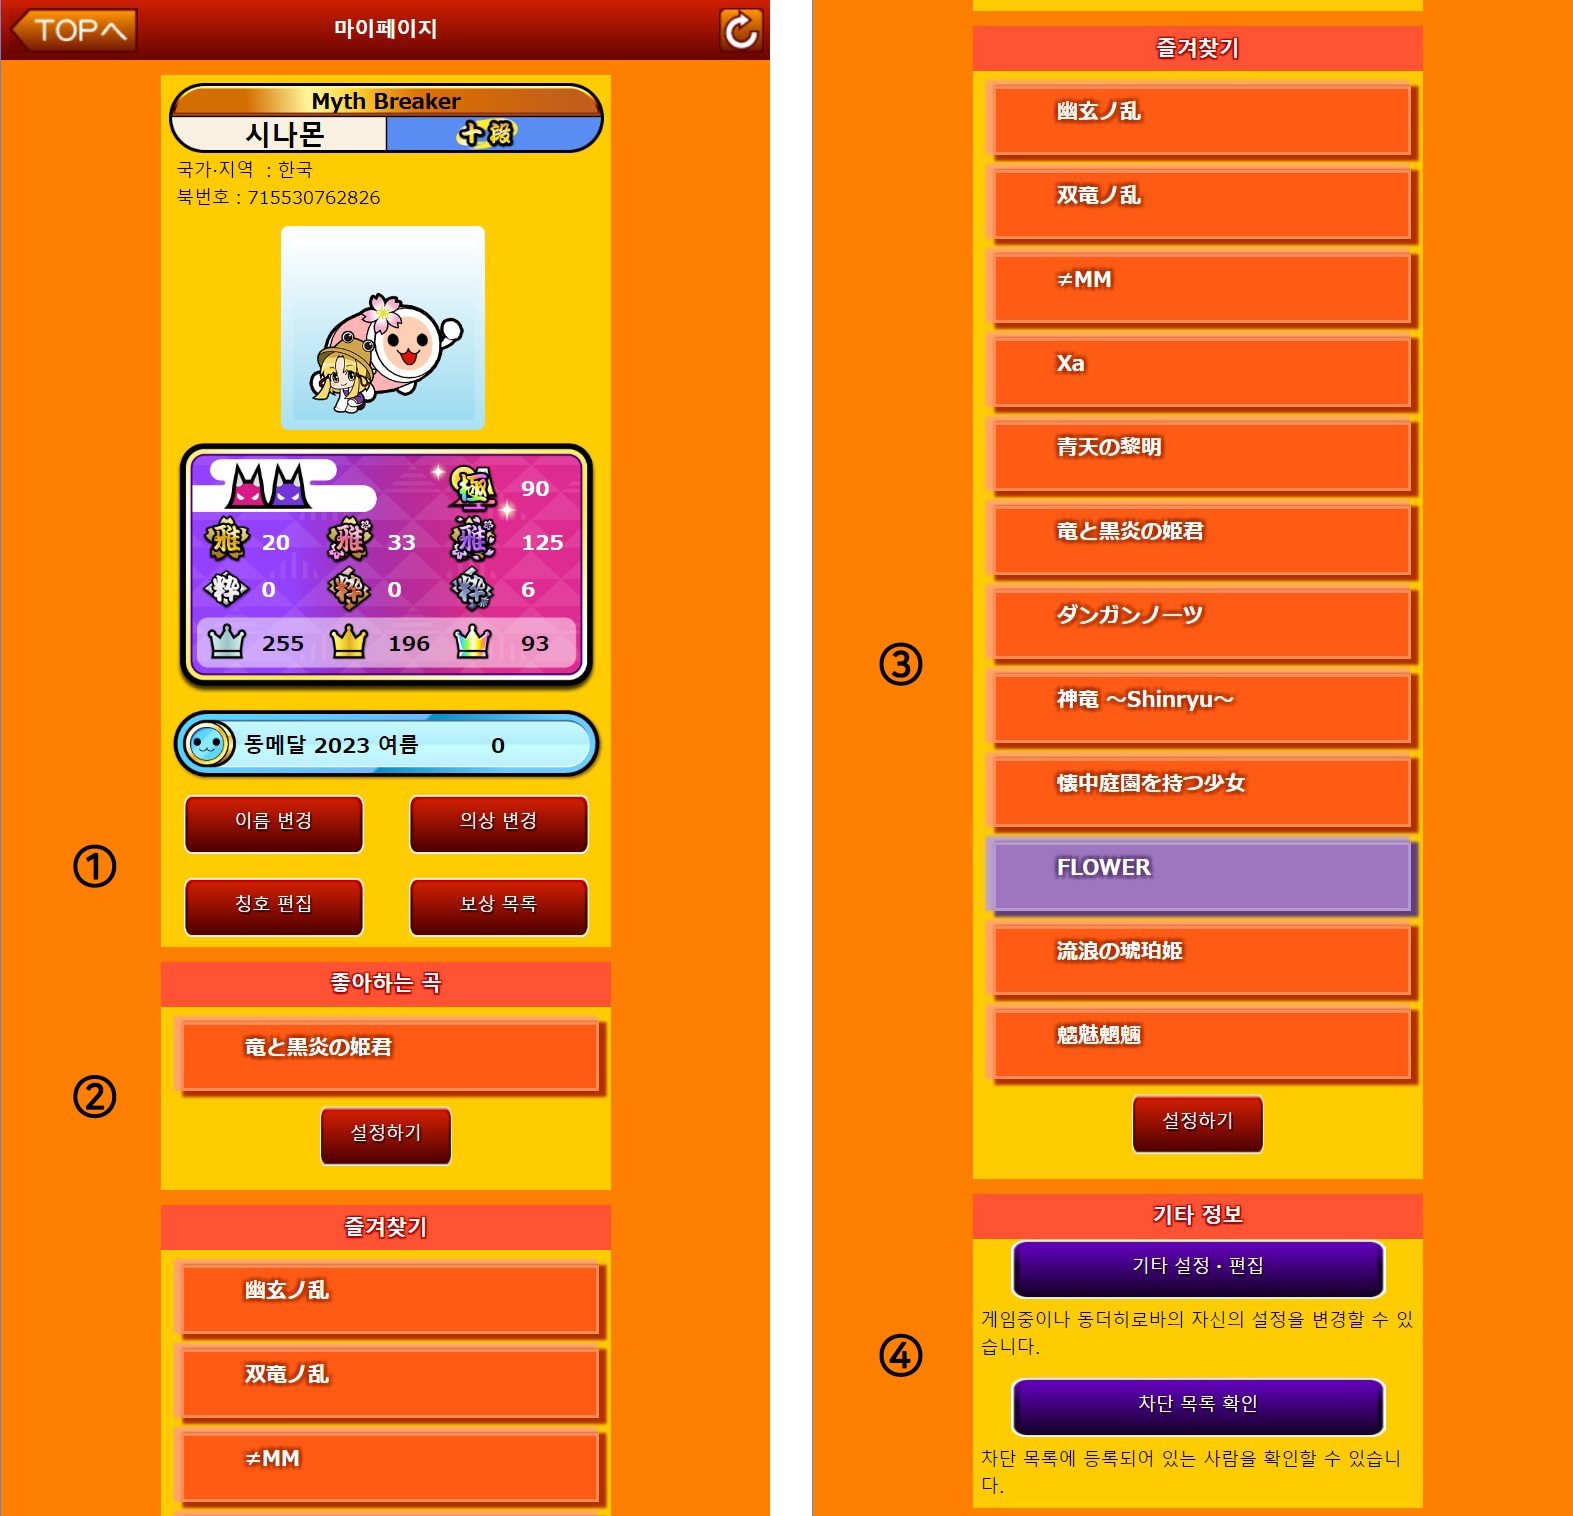 TOPへ
마이페이지
Myth Breaker
시나몬
十段
국가·지역 : 한국
북번호 : 715530762826
極 90
雅 20
雅 33
雅 125
粋 0
粋 0
粋 6
255
196
93
동메달 2023 여름 0
①
이름 변경
의상 변경
칭호 편집
보상 목록
좋아하는 곡
②
竜と黒炎の姫君
설정하기
즐겨찾기
幽玄ノ乱
双竜ノ乱
≠MM
③
즐겨찾기
幽玄ノ乱
双竜ノ乱
≠MM
Xa
青天の黎明
竜と黒炎の姫君
ダンガンノーツ
神竜 ～Shinryu～
懐中庭園を持つ少女
FLOWER
流浪の琥珀姫
魑魅魍魎
설정하기
④
기타 정보
기타 설정・편집
게임중이나 동더히로바의 자신의 설정을 변경할 수 있
습니다.
차단 목록 확인
차단 목록에 등록되어 있는 사람을 확인할 수 있습니
다.